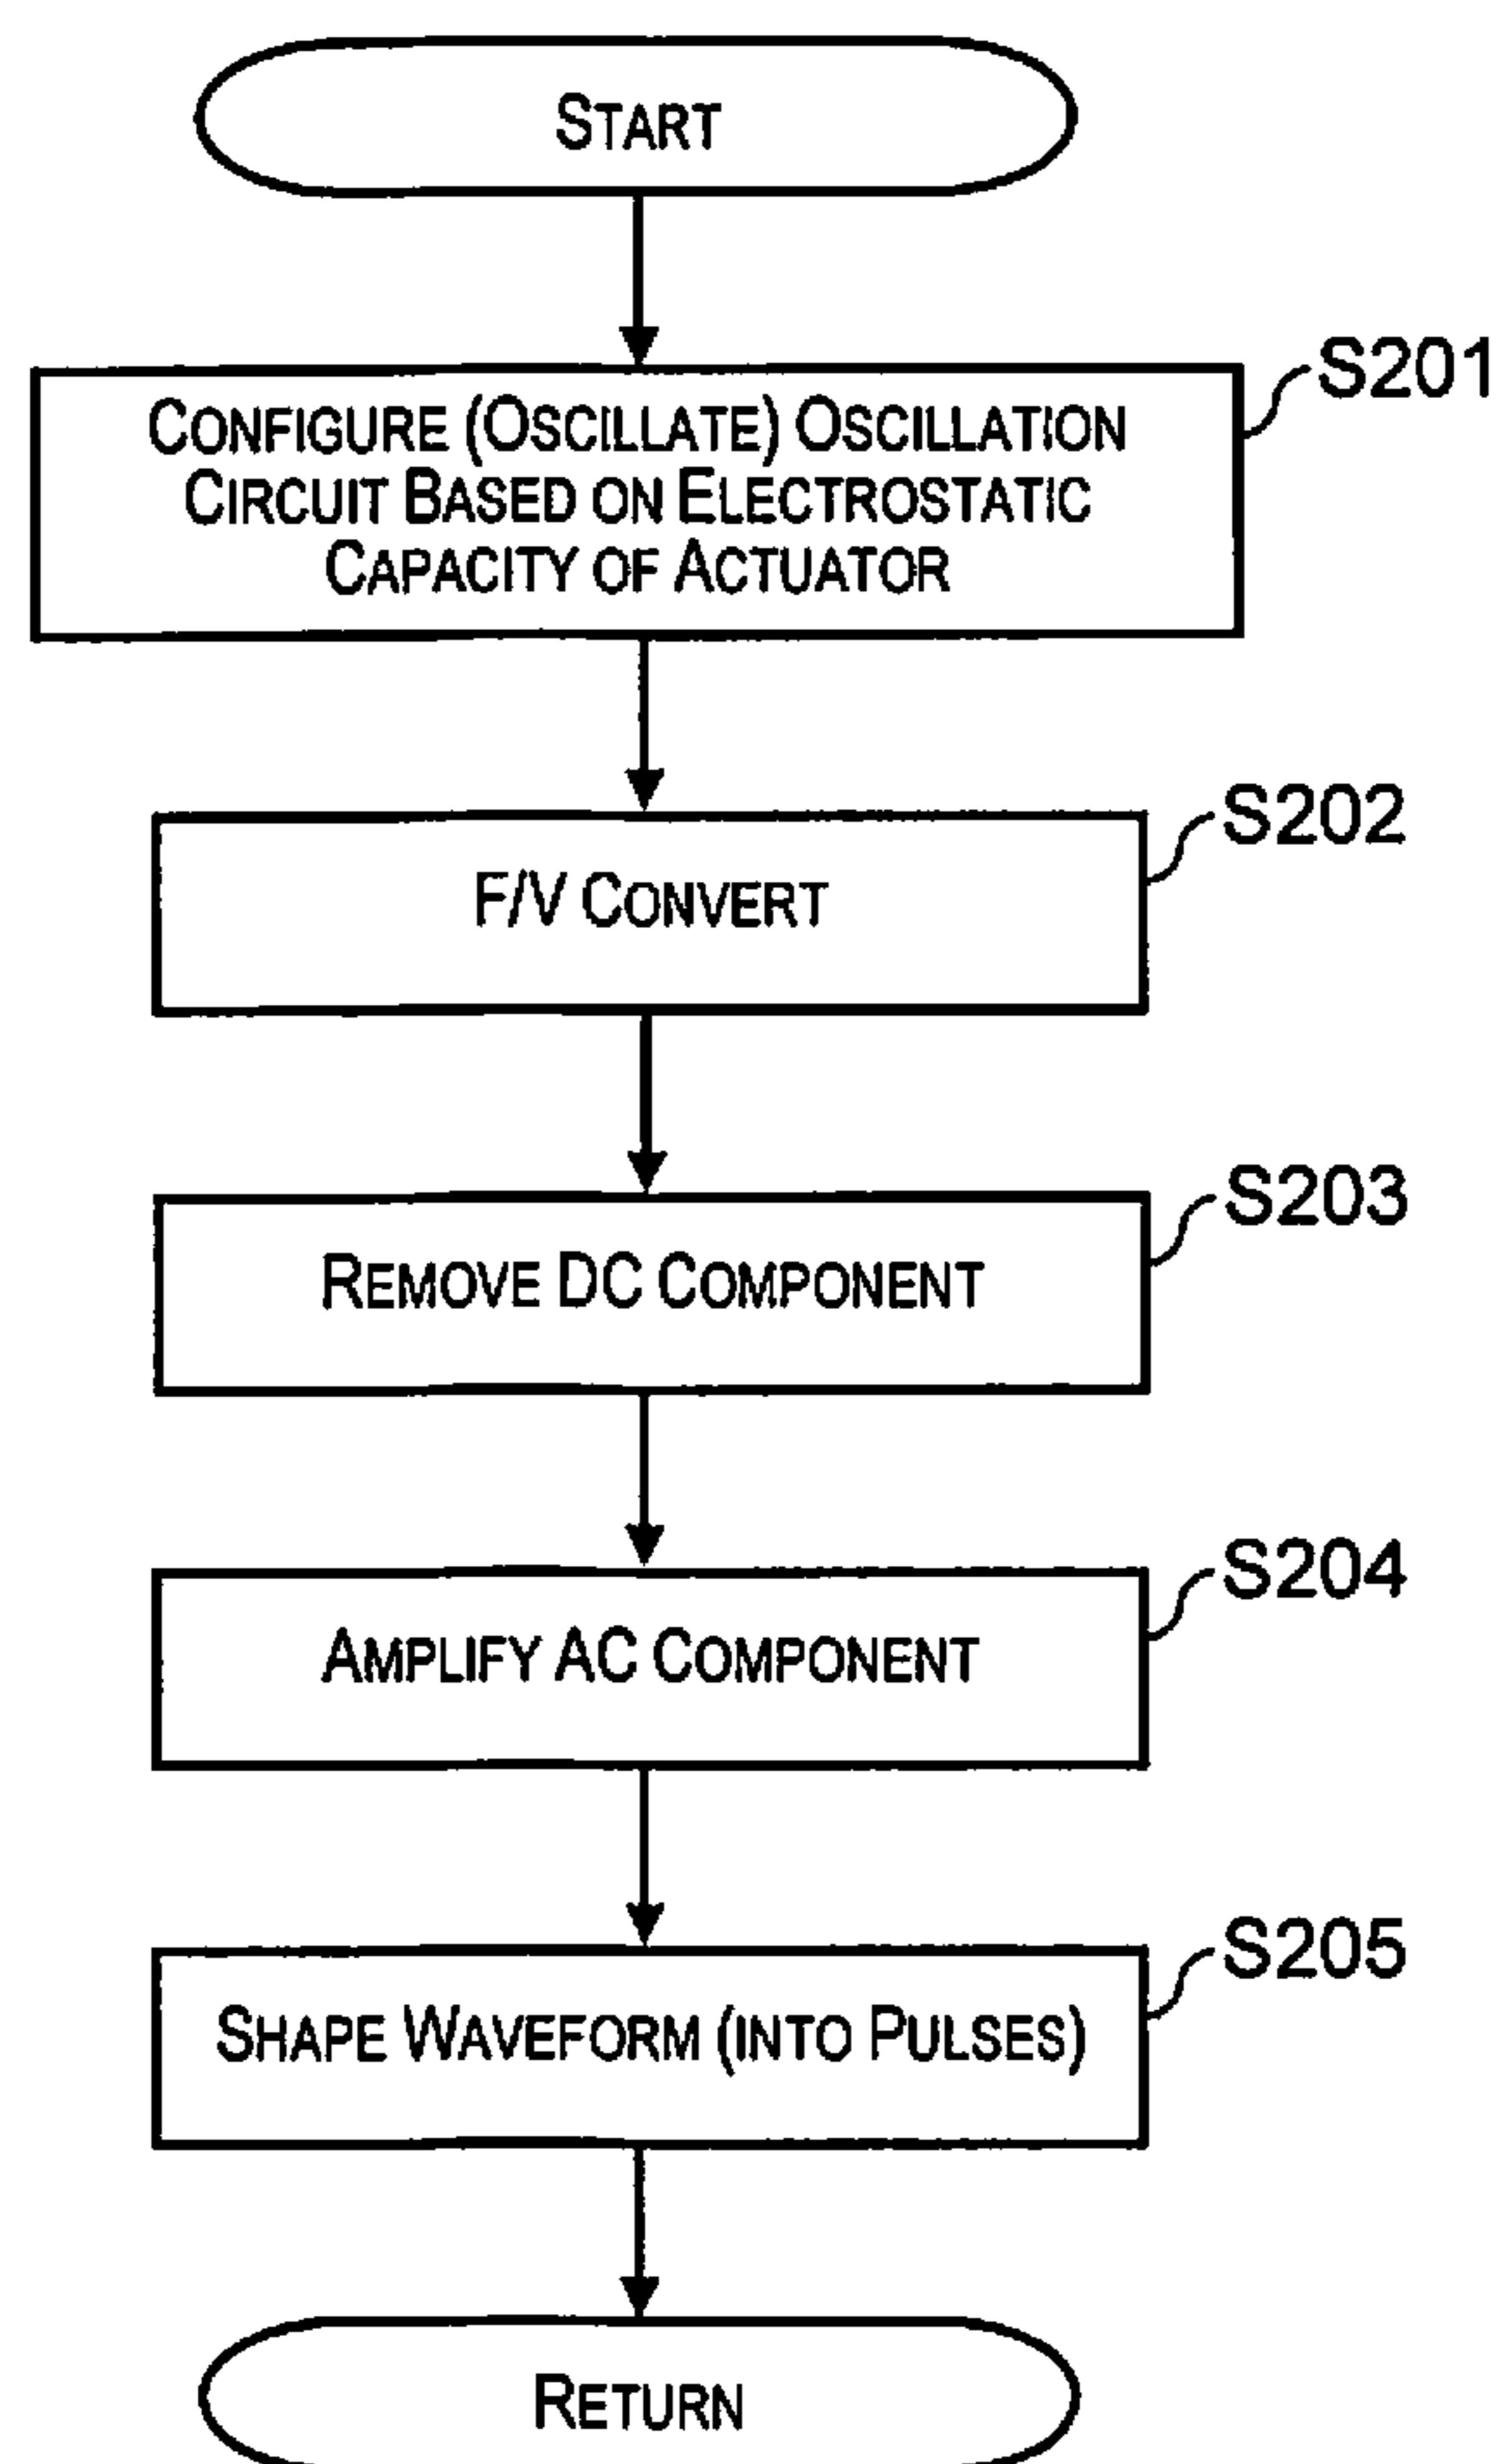 START
S201
CONFIGURE (OSCILLATE) OSCILLATION
CIRCUIT BASED ON ELECTROSTATIC
CAPACITY OF ACTUATOR
S202
F/V CONVERT
S203
REMOVE DC COMPONENT
S204
AMPLIFY AC COMPONENT
S205
SHAPE WAVEFORM (INTO PULSES)
RETURN